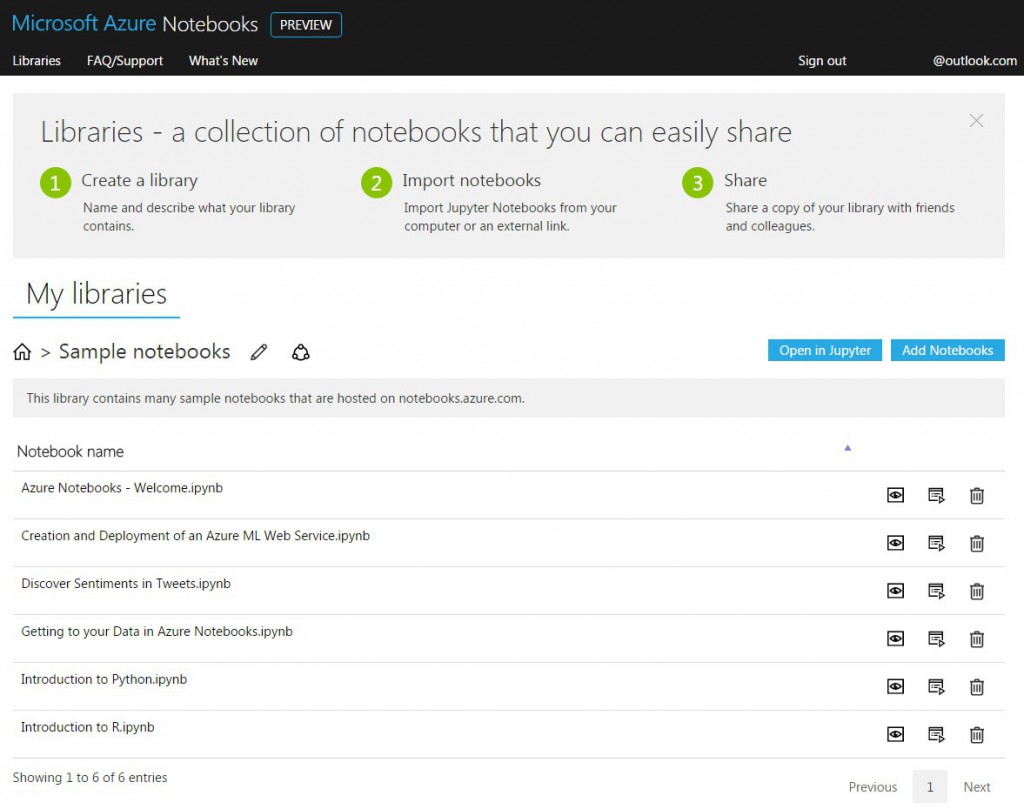 Microsoft Azure Notebooks PREVIEW
Libraries FAQ/Support What's New Sign out @outlook.com
Libraries - a collection of notebooks that you can easily share
1 Create a library
Name and describe what your library
contains.
2 Import notebooks
Import Jupyter Notebooks from your
computer or an external link.
3 Share
Share a copy of your library with friends
and colleagues.
My libraries
> Sample notebooks
Open in Jupyter Add Notebooks
This library contains many sample notebooks that are hosted on notebooks.azure.com.
Notebook name
Azure Notebooks - Welcome.ipynb
Creation and Deployment of an Azure ML Web Service.ipynb
Discover Sentiments in Tweets.ipynb
Getting to your Data in Azure Notebooks.ipynb
Introduction to Python.ipynb
Introduction to R.ipynb
Showing 1 to 6 of 6 entries
Previous 1 Next